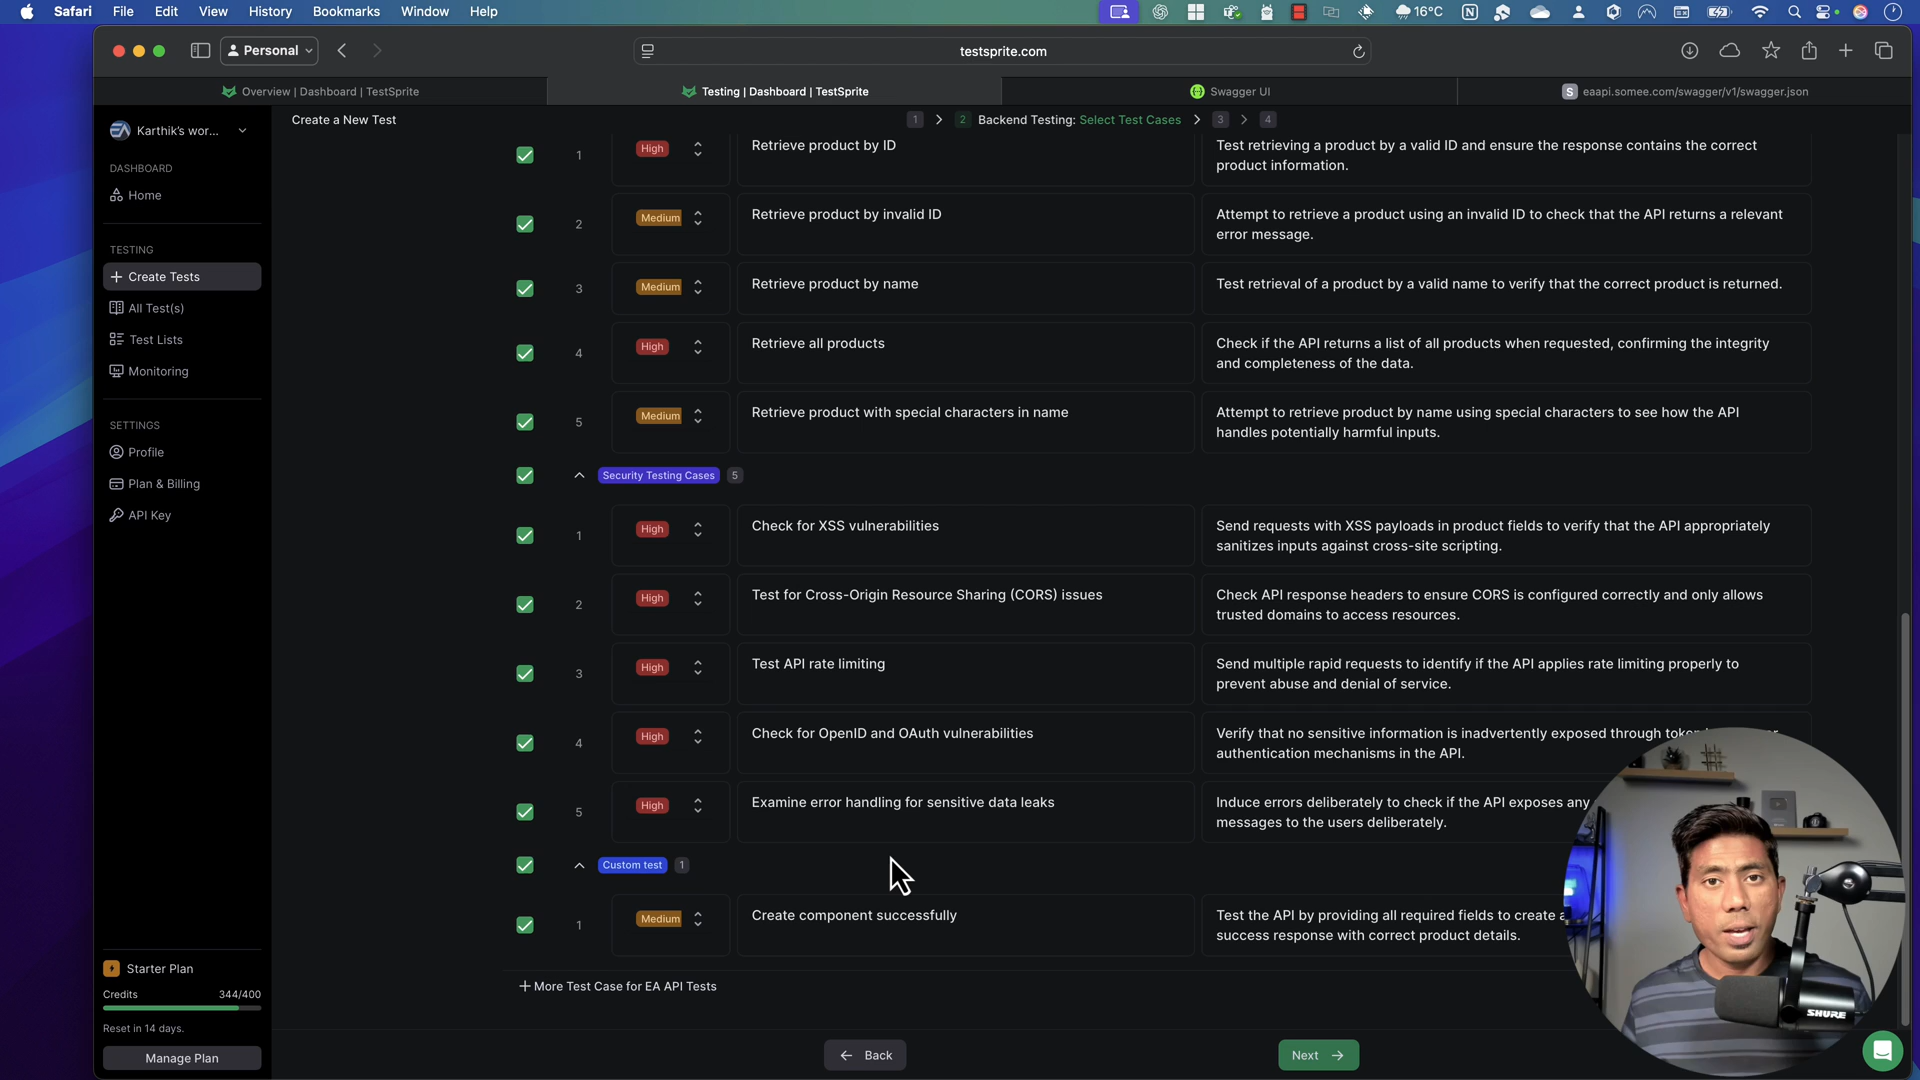 Safari File Edit View History Bookmarks Window Help 16°C
Personal testsprite.com
Overview | Dashboard | TestSprite Testing | Dashboard | TestSprite Swagger UI S eaapi.somee.com/swagger/v1/swagger.json
EA Karthik's wor... Create a New Test 1 2 Backend Testing: Select Test Cases 3 4
DASHBOARD
Home
TESTING
Create Tests
All Test(s)
Test Lists
Monitoring
SETTINGS
Profile
Plan & Billing
API Key
1 High Retrieve product by ID Test retrieving a product by a valid ID and ensure the response contains the correct
product information.
2 Medium Retrieve product by invalid ID Attempt to retrieve a product using an invalid ID to check that the API returns a relevant
error message.
3 Medium Retrieve product by name Test retrieval of a product by a valid name to verify that the correct product is returned.
4 High Retrieve all products Check if the API returns a list of all products when requested, confirming the integrity
and completeness of the data.
5 Medium Retrieve product with special characters in name Attempt to retrieve product by name using special characters to see how the API
handles potentially harmful inputs.
Security Testing Cases 5
1 High Check for XSS vulnerabilities Send requests with XSS payloads in product fields to verify that the API appropriately
sanitizes inputs against cross-site scripting.
2 High Test for Cross-Origin Resource Sharing (CORS) issues Check API response headers to ensure CORS is configured correctly and only allows
trusted domains to access resources.
3 High Test API rate limiting Send multiple rapid requests to identify if the API applies rate limiting properly to
prevent abuse and denial of service.
4 High Check for OpenID and OAuth vulnerabilities Verify that no sensitive information is inadvertently exposed through
authentication mechanisms in the API.
5 High Examine error handling for sensitive data leaks Induce errors deliberately to check if the API exposes any
messages to the users deliberately.
Custom test 1
1 Medium Create component successfully Test the API by providing all required fields to create a
success response with correct product details.
More Test Case for EA API Tests
Starter Plan
Credits 344/400
Reset in 14 days.
Manage Plan
Back Next
SHURE